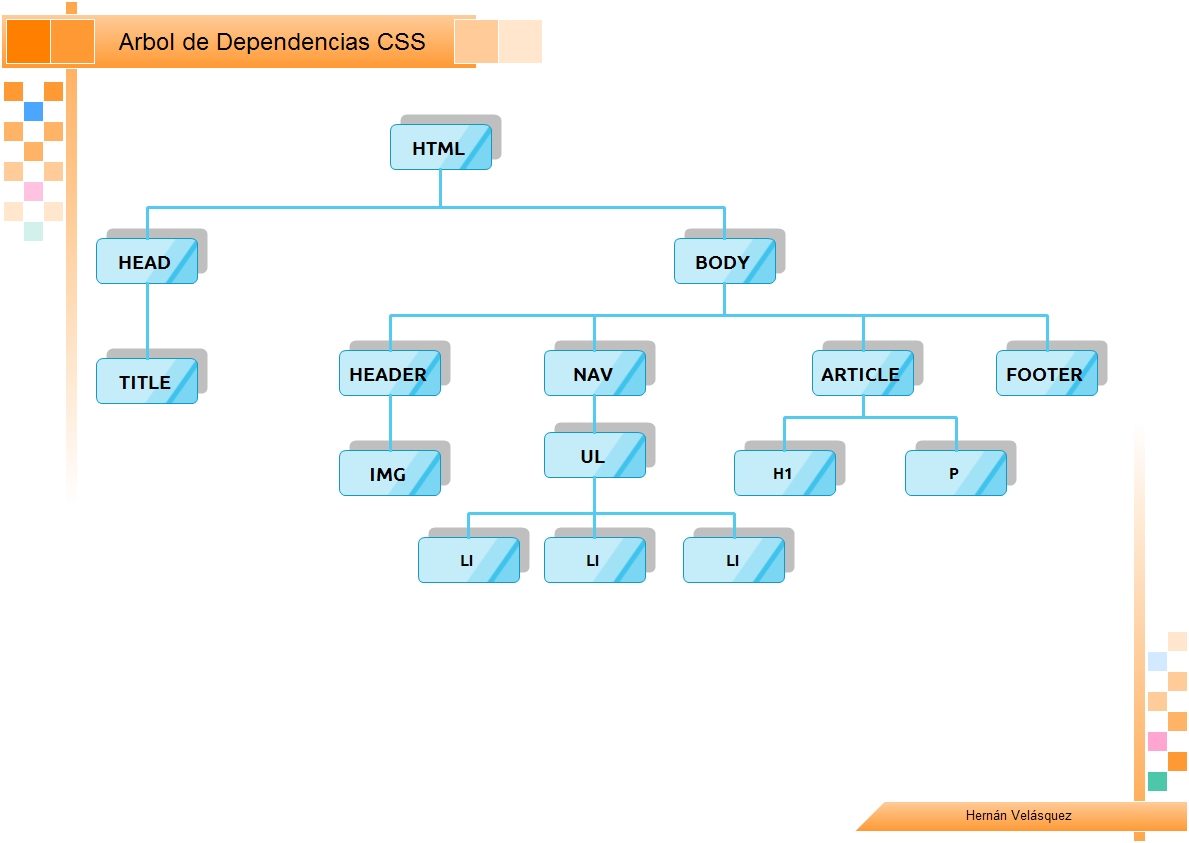 Arbol de Dependencias CSS
HTML
HEAD
BODY
TITLE
HEADER
NAV
ARTICLE
FOOTER
IMG
UL
H1
P
LI
LI
LI
Hernán Velásquez